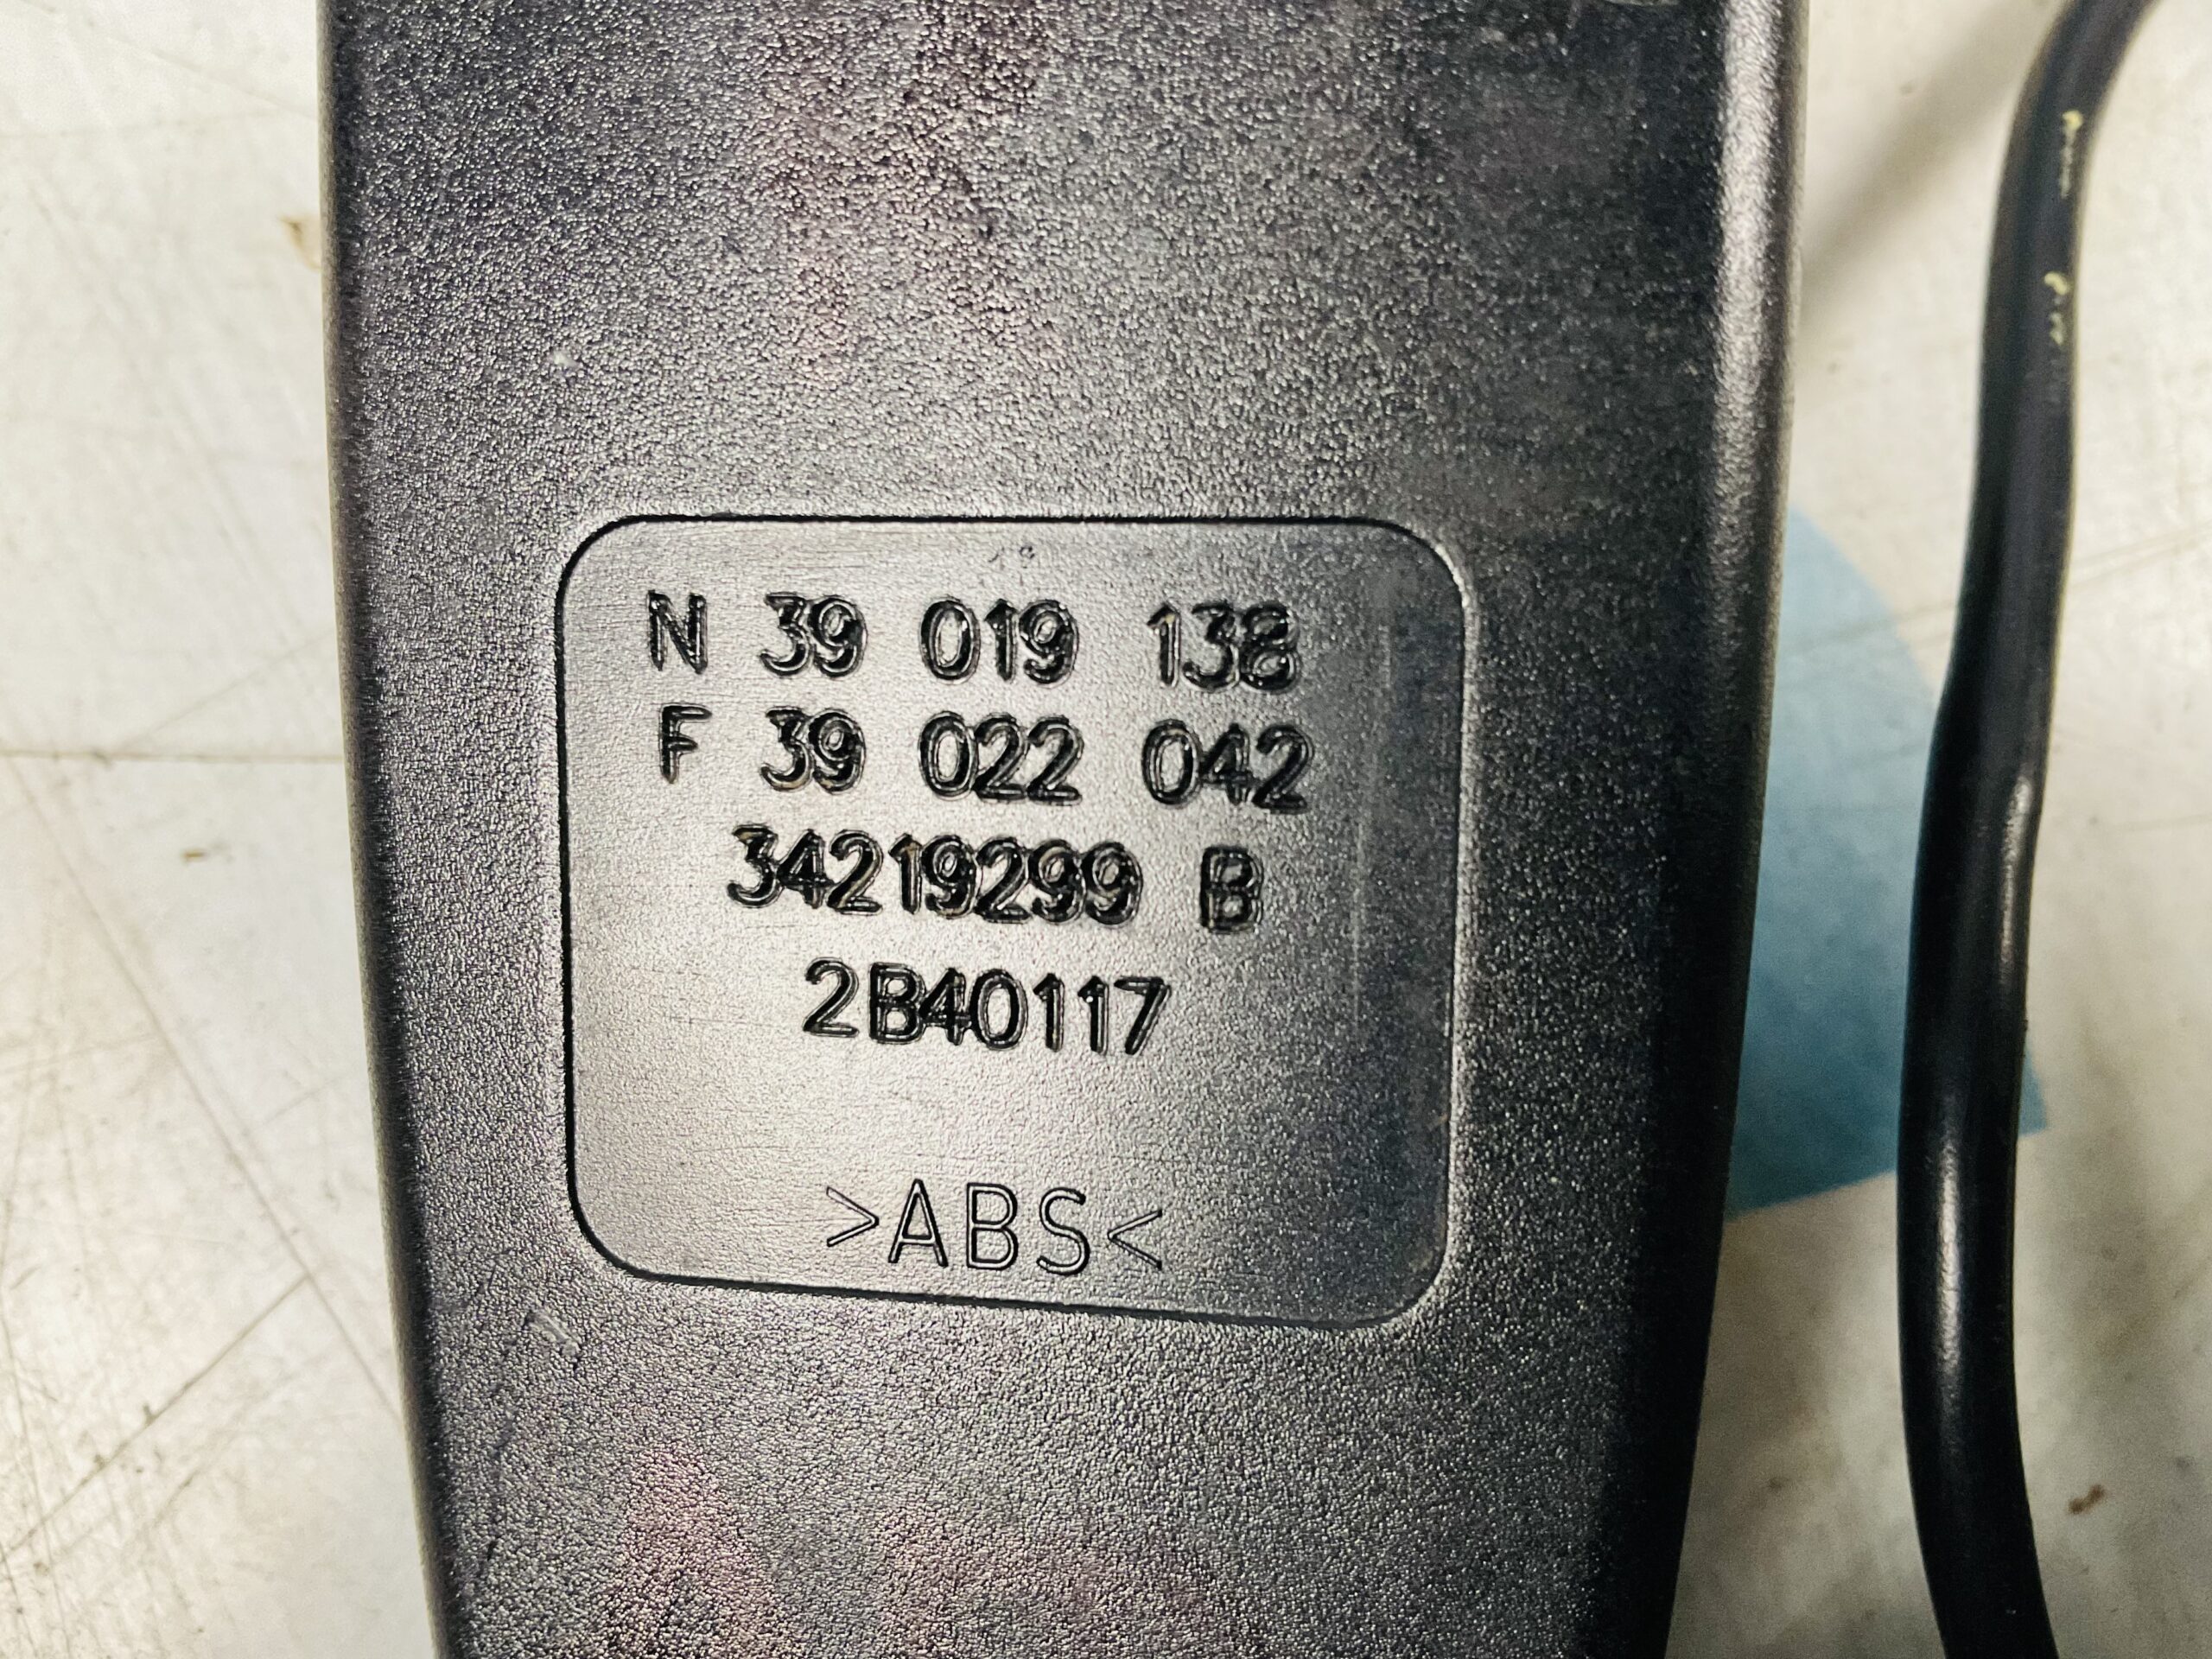 N 39 019 138
F 39 022 042
34219299 B
2B40117
>ABS<